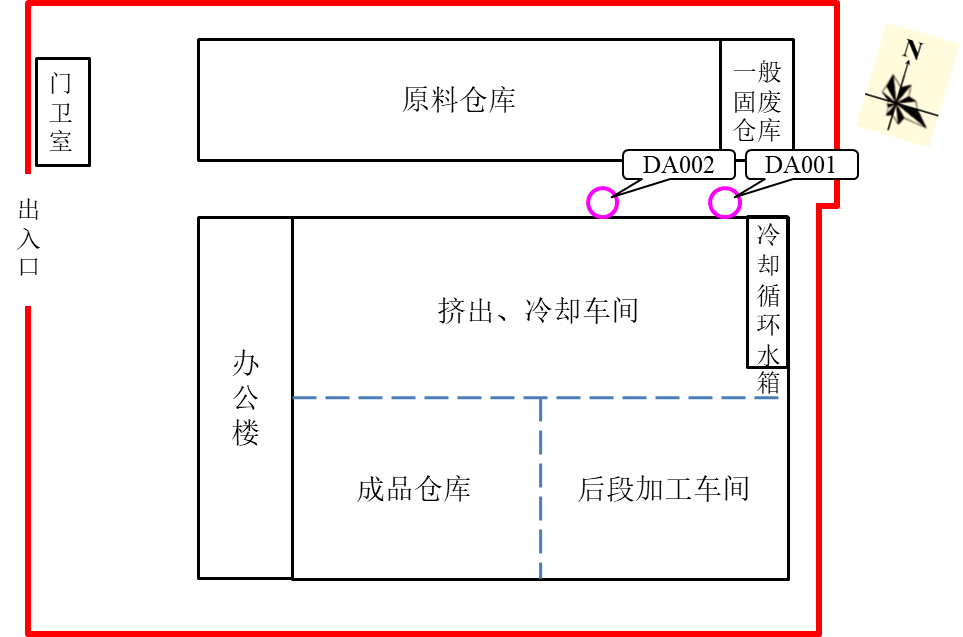 N
门卫室
原料仓库
一般
固废
仓库
DA002
DA001
出入口
冷却循环水箱
挤出、冷却车间
办公楼
成品仓库
后段加工车间